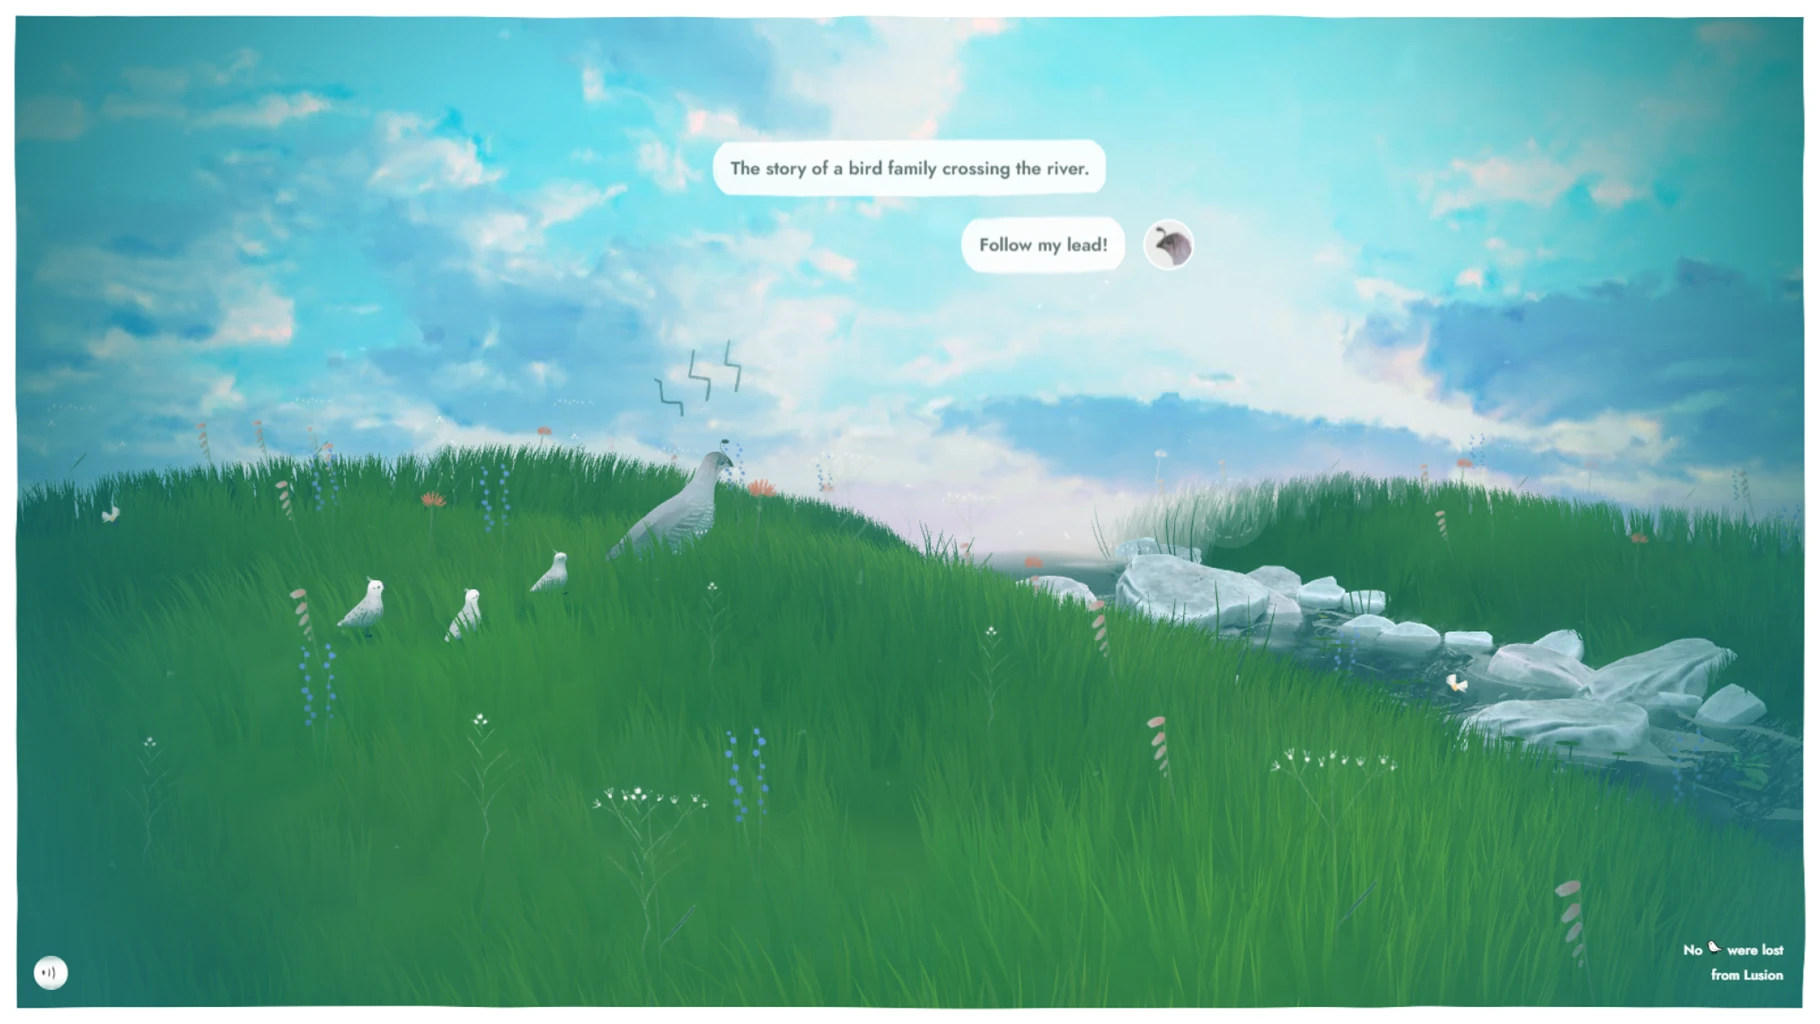 The story of a bird family crossing the river.
Follow my lead!
No were lost
from Lusion